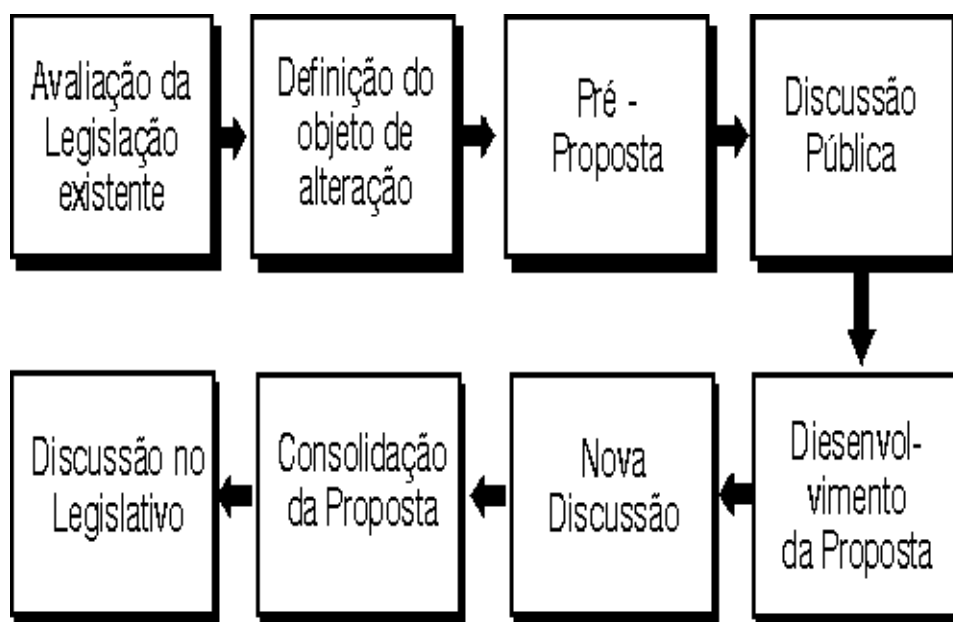 Avaliação da
Legislação
existente
Definição do
objeto de
alteração
Pré -
Proposta
Discussão
Pública
Diesenvol-
vimento
da Proposta
Nova
Discussão
Consolidação
da Proposta
Discussão no
Legislativo